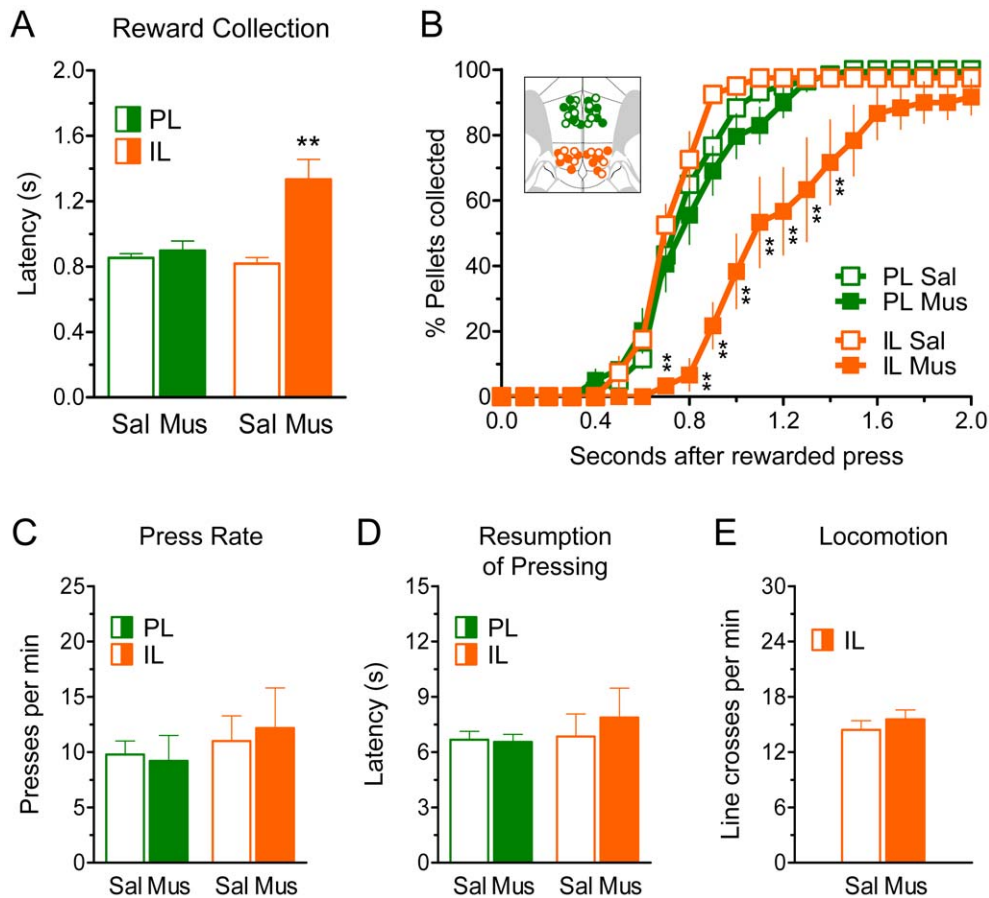 A
Reward Collection
Latency (s)
2.0
1.6
1.2
0.8
0.4
0.0
PL
IL
**
Sal Mus
Sal Mus
B
% Pellets collected
100
80
60
40
20
0
PL Sal
PL Mus
IL Sal
IL Mus
**
**
**
**
**
**
**
**
0.0 0.4 0.8 1.2 1.6 2.0
Seconds after rewarded press
C
Press Rate
Presses per min
25
20
15
10
5
0
PL
IL
Sal Mus
Sal Mus
D
Resumption
of Pressing
Latency (s)
15
12
9
6
3
0
PL
IL
Sal Mus
Sal Mus
E
Locomotion
Line crosses per min
30
24
18
12
6
0
IL
Sal Mus